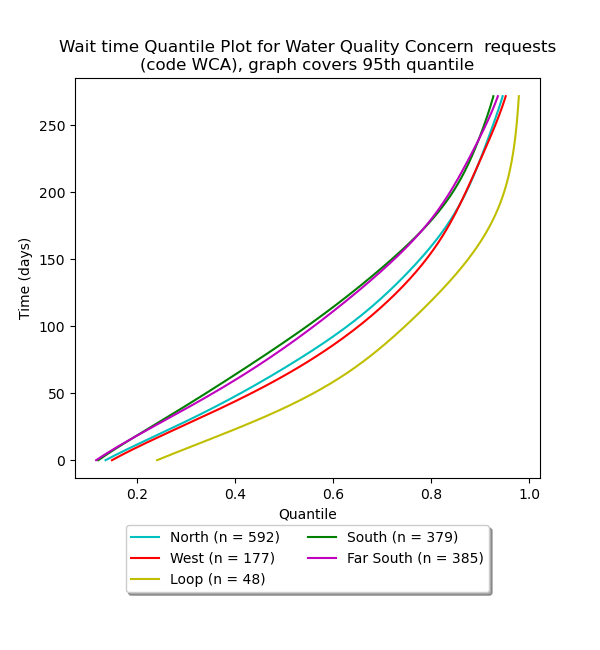 Wait time Quantile Plot for Water Quality Concern  requests
(code WCA), graph covers 95th quantile
Time (days)
250
200
150
100
50
0
0.2 0.4 0.6 0.8 1.0
Quantile
North (n = 592)
West (n = 177)
Loop (n = 48)
South (n = 379)
Far South (n = 385)